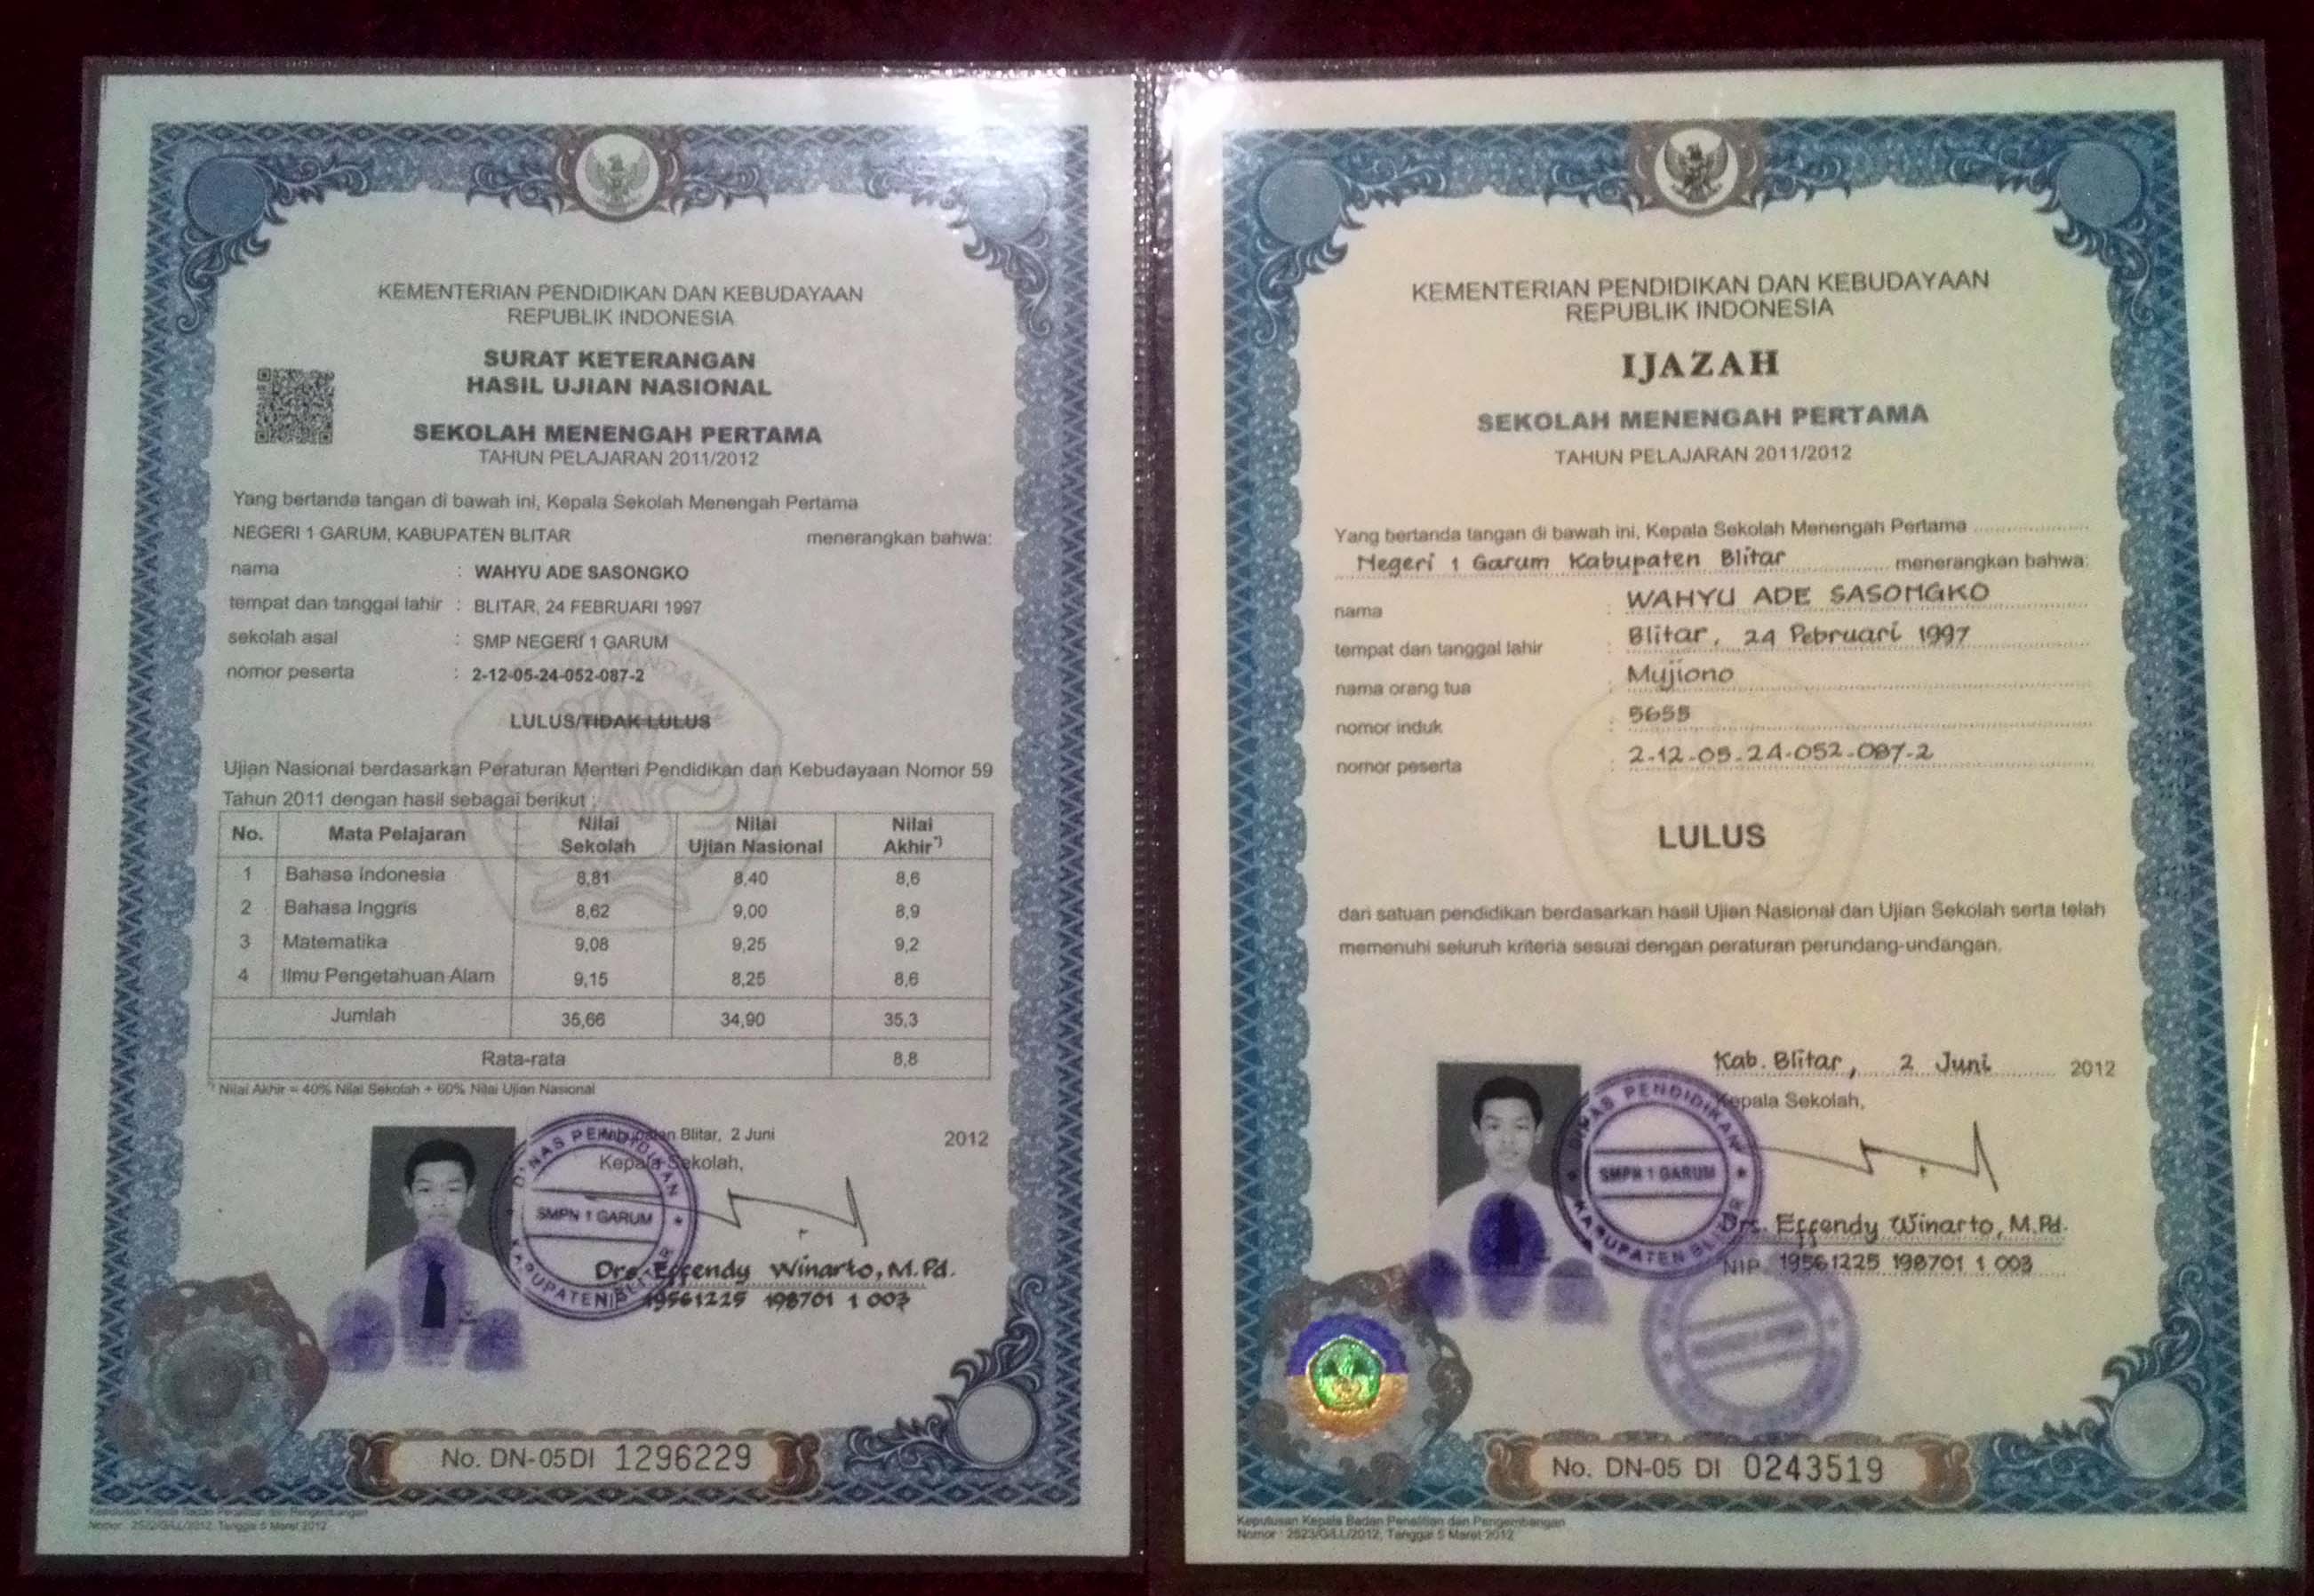 KEMENTERIAN PENDIDIKAN DAN KEBUDAYAAN
REPUBLIK INDONESIA
SURAT KETERANGAN
HASIL UJIAN NASIONAL
SEKOLAH MENENGAH PERTAMA
TAHUN PELAJARAN 2011/2012
Yang bertanda tangan di bawah ini, Kepala Sekolah Menengah Pertama
NEGERI 1 GARUM, KABUPATEN BLITAR menerangkan bahwa:
nama : WAHYU ADE SASONGKO
tempat dan tanggal lahir : BLITAR, 24 FEBRUARI 1997
sekolah asal : SMP NEGERI 1 GARUM
nomor peserta : 2-12-05-24-052-087-2
LULUS/TIDAK LULUS
Ujian Nasional berdasarkan Peraturan Menteri Pendidikan dan Kebudayaan Nomor 59
Tahun 2011 dengan hasil sebagai berikut :
No. Mata Pelajaran Nilai Sekolah Nilai Ujian Nasional Nilai Akhir*)
1 Bahasa Indonesia 8,81 8,40 8,6
2 Bahasa Inggris 8,62 9,00 8,9
3 Matematika 9,08 9,25 9,2
4 Ilmu Pengetahuan Alam 9,15 8,25 8,6
Jumlah 35,66 34,90 35,3
Rata-rata 8,8
*) Nilai Akhir = 40% Nilai Sekolah + 60% Nilai Ujian Nasional
Kabupaten Blitar, 2 Juni 2012
Kepala Sekolah,
DINAS PENDIDIKAN
SMPN 1 GARUM
KABUPATEN BLITAR
Drs. Effendy Winarto, M.Pd.
19561225 198701 1 003
No. DN-05 DI 1296229
Keputusan Kepala Badan Penelitian dan Pengembangan
Tanggal 5 Maret 2012
KEMENTERIAN PENDIDIKAN DAN KEBUDAYAAN
REPUBLIK INDONESIA
IJAZAH
SEKOLAH MENENGAH PERTAMA
TAHUN PELAJARAN 2011/2012
Yang bertanda tangan di bawah ini, Kepala Sekolah Menengah Pertama
Negeri 1 Garum Kabupaten Blitar menerangkan bahwa:
nama : WAHYU ADE SASONGKO
tempat dan tanggal lahir : Blitar, 24 Pebruari 1997
nama orang tua : Mujiono
nomor induk : 5655
nomor peserta : 2-12-05-24-052-087-2
LULUS
dari satuan pendidikan berdasarkan hasil Ujian Nasional dan Ujian Sekolah serta telah
memenuhi seluruh kriteria sesuai dengan peraturan perundang-undangan.
Kab. Blitar, 2 Juni 2012
Kepala Sekolah,
DINAS PENDIDIKAN
SMPN 1 GARUM
KABUPATEN BLITAR
Drs. Effendy Winarto, M.Pd.
NIP. 19561225 198701 1 003
No. DN-05 DI 0243519
Keputusan Kepala Badan Penelitian dan Pengembangan
Nomor : 2523/G/LL/2012, Tanggal 5 Maret 2012